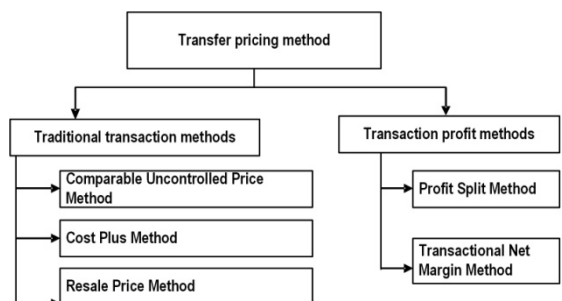 Transfer pricing method
Traditional transaction methods
Comparable Uncontrolled Price
Method
Cost Plus Method
Resale Price Method
Transaction profit methods
Profit Split Method
Transactional Net
Margin Method